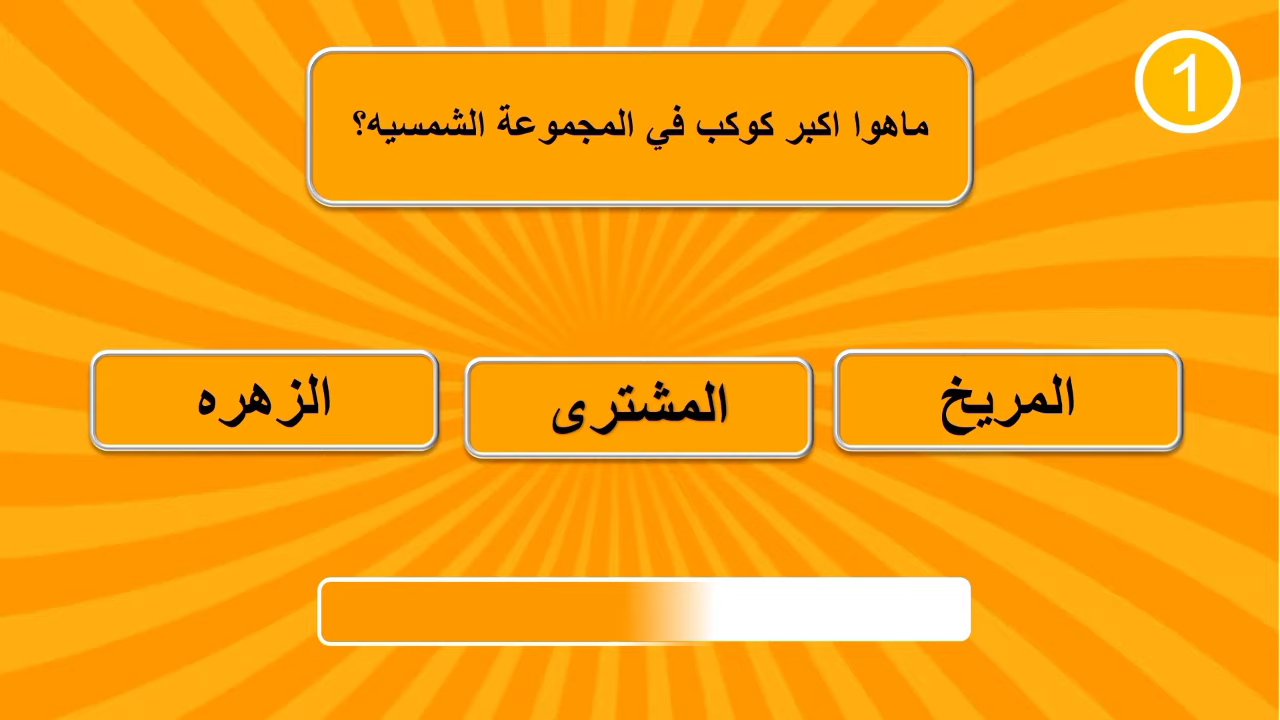 1
ماهوا اكبر كوكب في المجموعة الشمسيه؟
المريخ
المشترى
الزهره